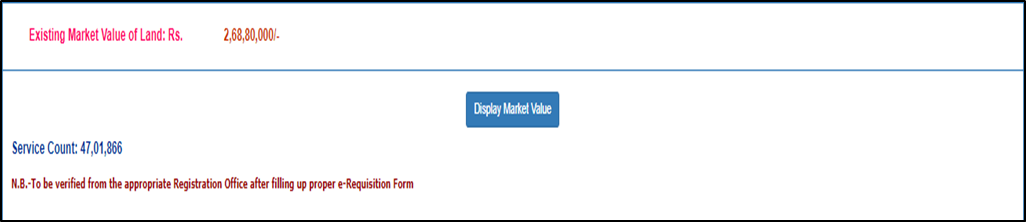 Existing Market Value of Land: Rs. 2,68,80,000/-
Display Market Value
Service Count: 47,01,866
N.B.-To be verified from the appropriate Registration Office after filling up proper e-Requisition Form